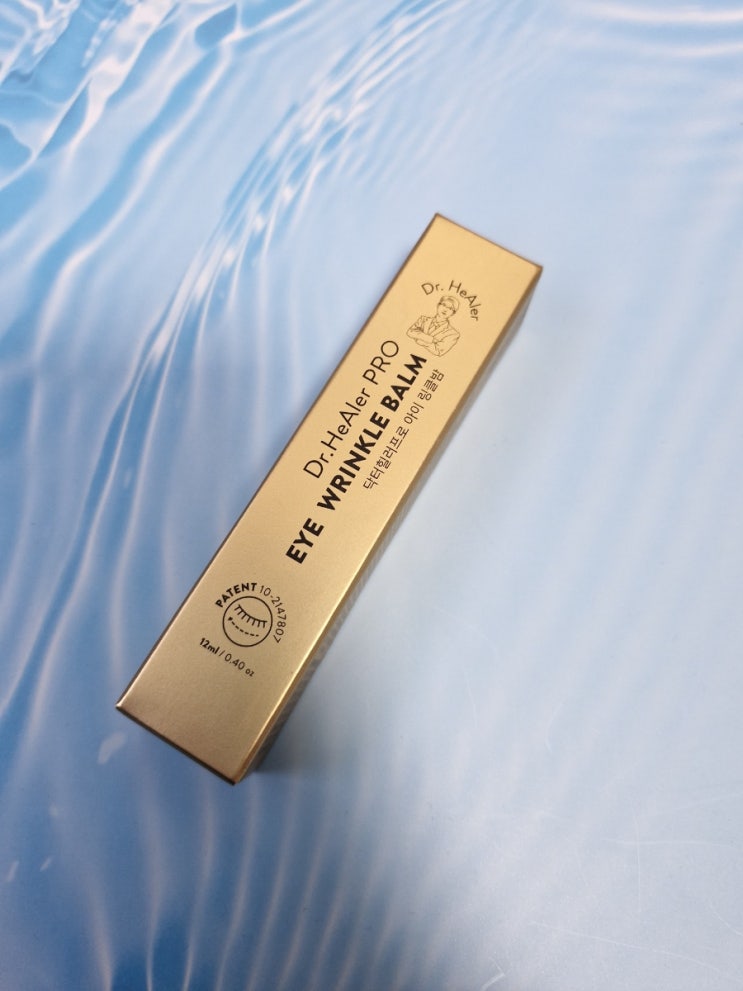 Dr. HeAler
Dr.HeAler PRO
EYE WRINKLE BALM
닥터힐러프로 아이 링클밤
PATENT 10-2147807
12ml / 0.40 oz